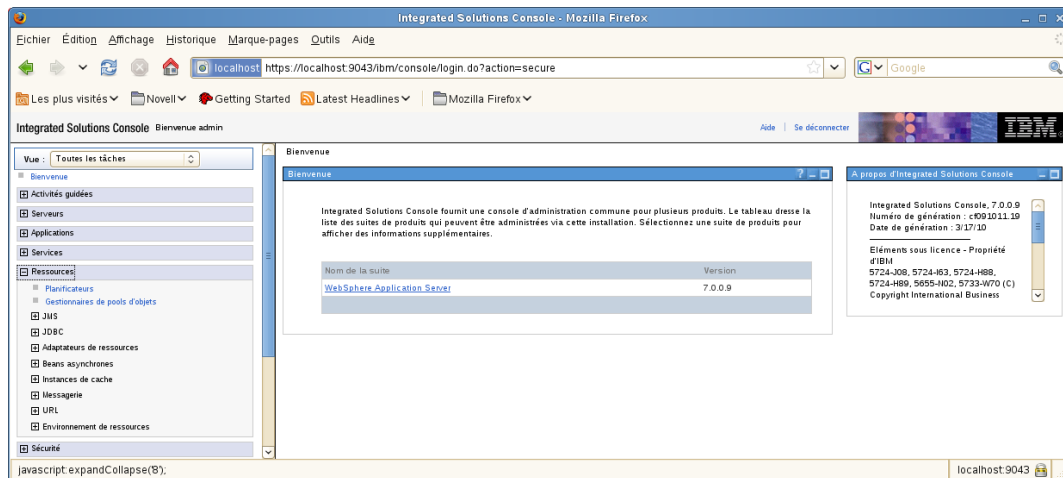 Integrated Solutions Console - Mozilla Firefox
Fichier Édition Affichage Historique Marque-pages Outils Aide
localhost https://localhost:9043/ibm/console/login.do?action=secure
Google
Les plus visités Novell Getting Started Latest Headlines Mozilla Firefox
Integrated Solutions Console Bienvenue admin
Aide | Se déconnecter
IBM.
Vue : Toutes les tâches
Bienvenue
Activités guidées
Serveurs
Applications
Services
Ressources
Planificateurs
Gestionnaires de pools d'objets
JMS
JDBC
Adaptateurs de ressources
Beans asynchrones
Instances de cache
Messagerie
URL
Environnement de ressources
Sécurité
Bienvenue
Bienvenue
Integrated Solutions Console fournit une console d'administration commune pour plusieurs produits. Le tableau dresse la
liste des suites de produits qui peuvent être administrées via cette installation. Sélectionnez une suite de produits pour
afficher des informations supplémentaires.
Nom de la suite Version
WebSphere Application Server 7.0.0.9
A propos d'Integrated Solutions Console
Integrated Solutions Console, 7.0.0.9
Numéro de génération : cf091011.19
Date de génération : 3/17/10
Eléments sous licence - Propriété
d'IBM
5724-J08, 5724-I63, 5724-H88,
5724-H89, 5655-N02, 5733-W70 (C)
Copyright International Business
javascript:expandCollapse('8');
localhost:9043